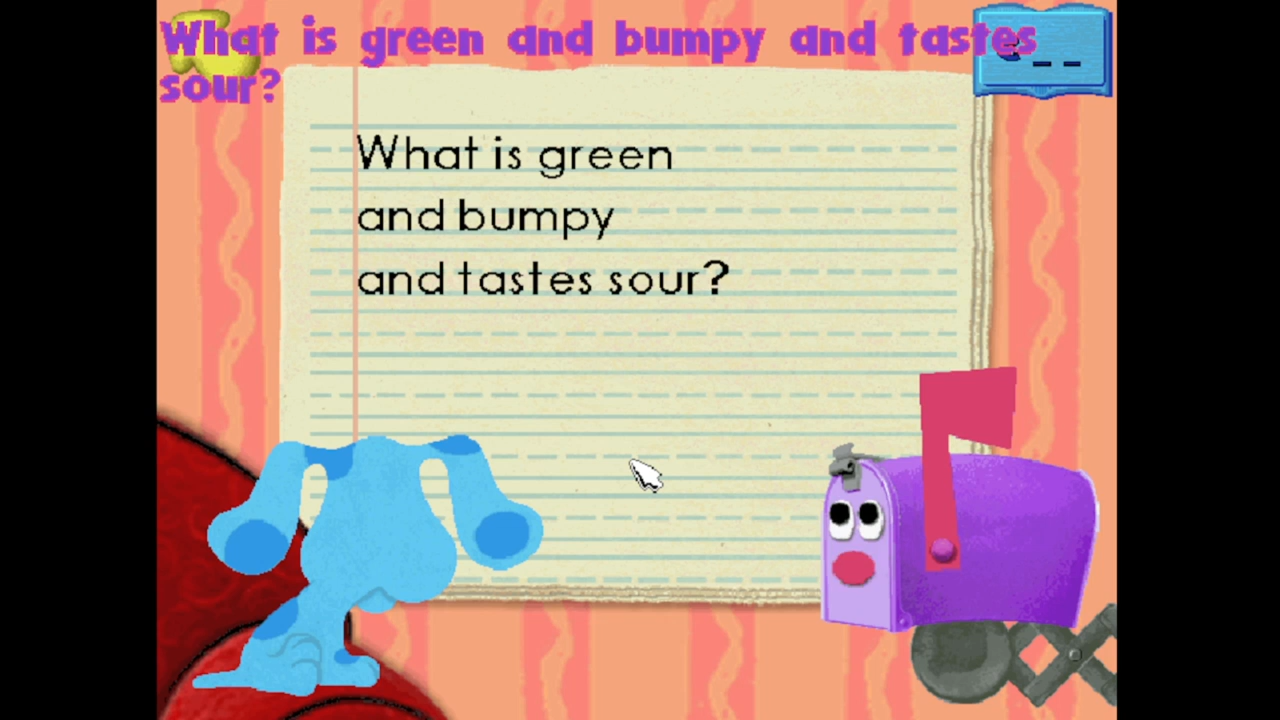 What is green and bumpy and tastes
sour?
What is green
and bumpy
and tastes sour?